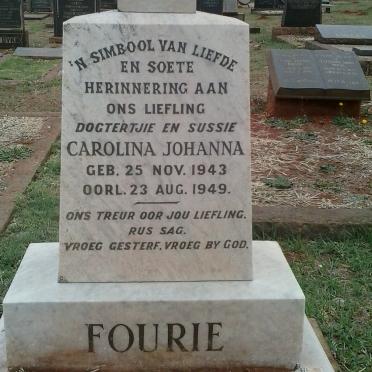 'N SIMBOOL VAN LIEFDE
EN SOETE
HERINNERING AAN
ONS LIEFLING
DOGTERTJIE EN SUSSIE
CAROLINA JOHANNA
GEB. 25 NOV. 1943
OORL. 23 AUG. 1949.
ONS TREUR OOR JOU LIEFLING.
RUS SAG.
VROEG GESTERF, VROEG BY GOD.
FOURIE